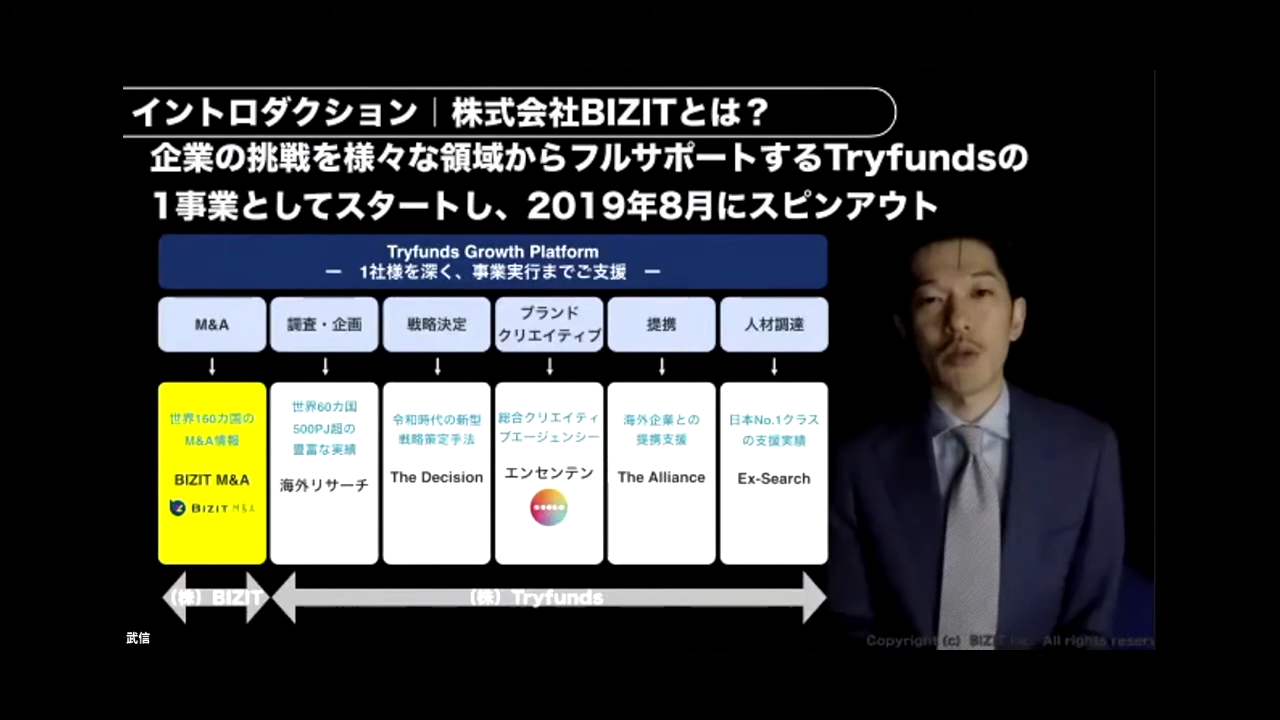 イントロダクション｜株式会社BIZITとは？
企業の挑戦を様々な領域からフルサポートするTryfundsの
1事業としてスタートし、2019年8月にスピンアウト
Tryfunds Growth Platform
ー 1社様を深く、事業実行までご支援 ー
M&A
調査・企画
戦略決定
ブランド
クリエイティブ
提携
人材調達
世界160カ国の
M&A情報
BIZIT M&A
BIZIT M&A
世界60カ国
500PJ超の
豊富な実績
海外リサーチ
令和時代の新型
戦略策定手法
The Decision
総合クリエイティ
ブエージェンシー
エンセンテン
海外企業との
提携支援
The Alliance
日本No.1クラス
の支援実績
Ex-Search
（株）BIZIT
（株）Tryfunds
武信
Copyright (c) BIZIT Inc. All rights reserv